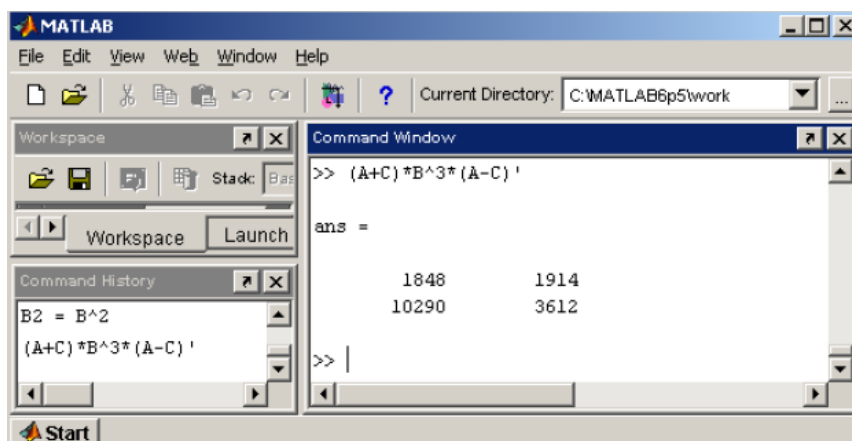 MATLAB
File Edit View Web Window Help
? Current Directory: C:\MATLAB6p5\work ...
Workspace
Stack: Bas
Workspace Launch
Command History
B2 = B^2
(A+C)*B^3*(A-C)'
Command Window
>> (A+C)*B^3*(A-C)'
ans =
1848 1914
10290 3612
>>
Start